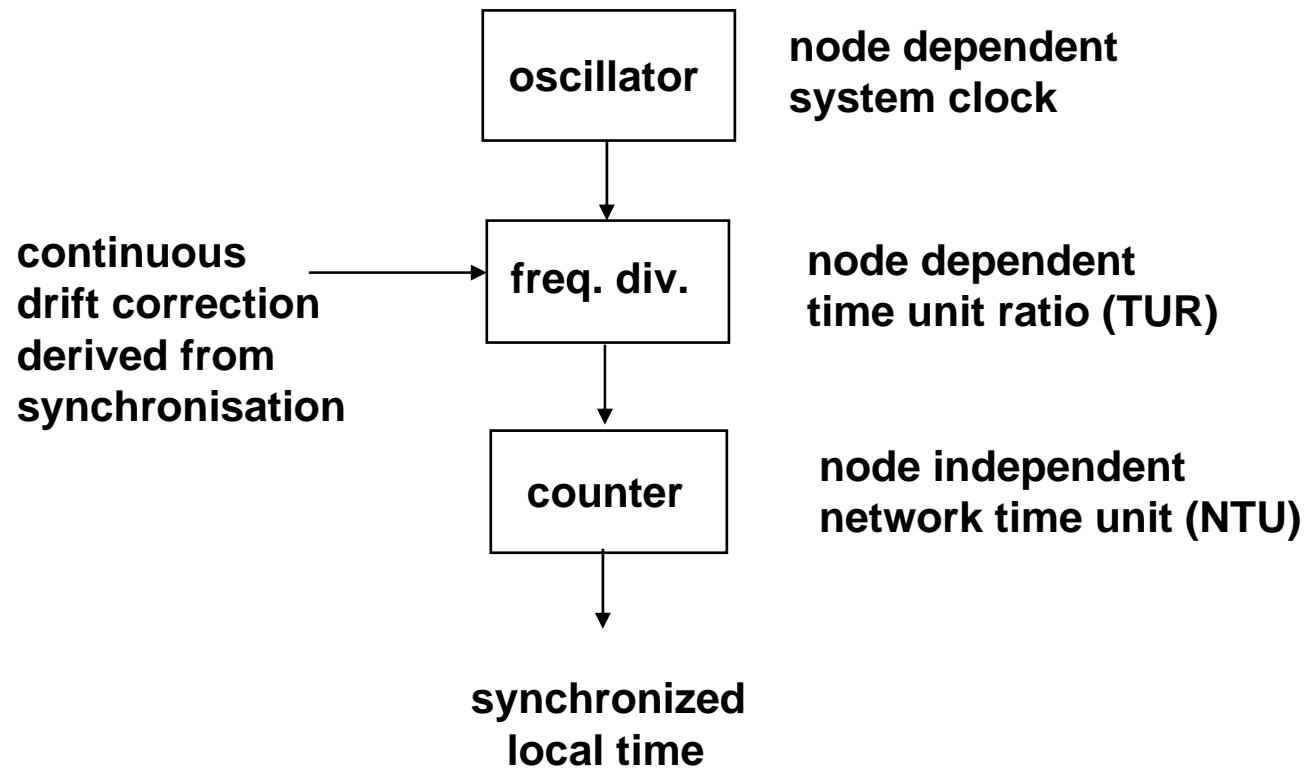 oscillator
node dependent
system clock
continuous
drift correction
derived from
synchronisation
freq. div.
node dependent
time unit ratio (TUR)
counter
node independent
network time unit (NTU)
synchronized
local time